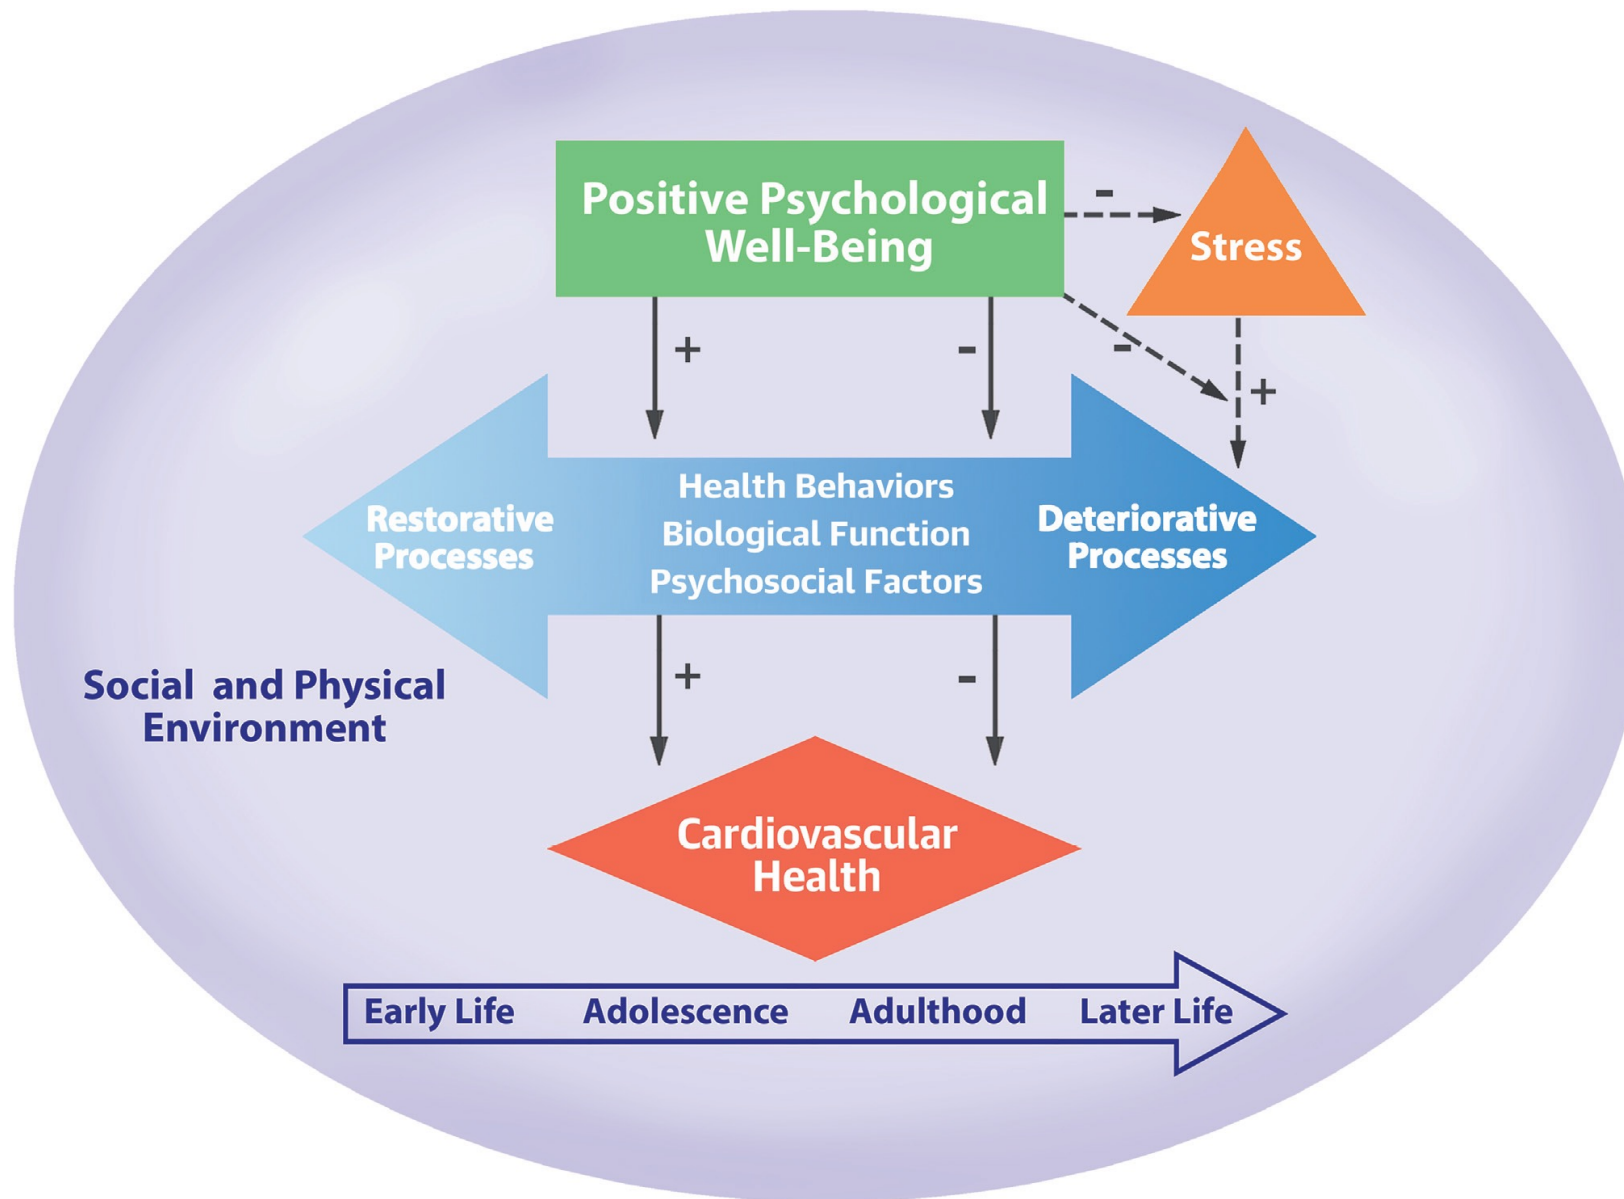 Positive Psychological
Well-Being
-
Stress
+
-
-
+
Restorative
Processes
Health Behaviors
Biological Function
Psychosocial Factors
Deteriorative
Processes
+
-
Social and Physical
Environment
Cardiovascular
Health
Early Life Adolescence Adulthood Later Life